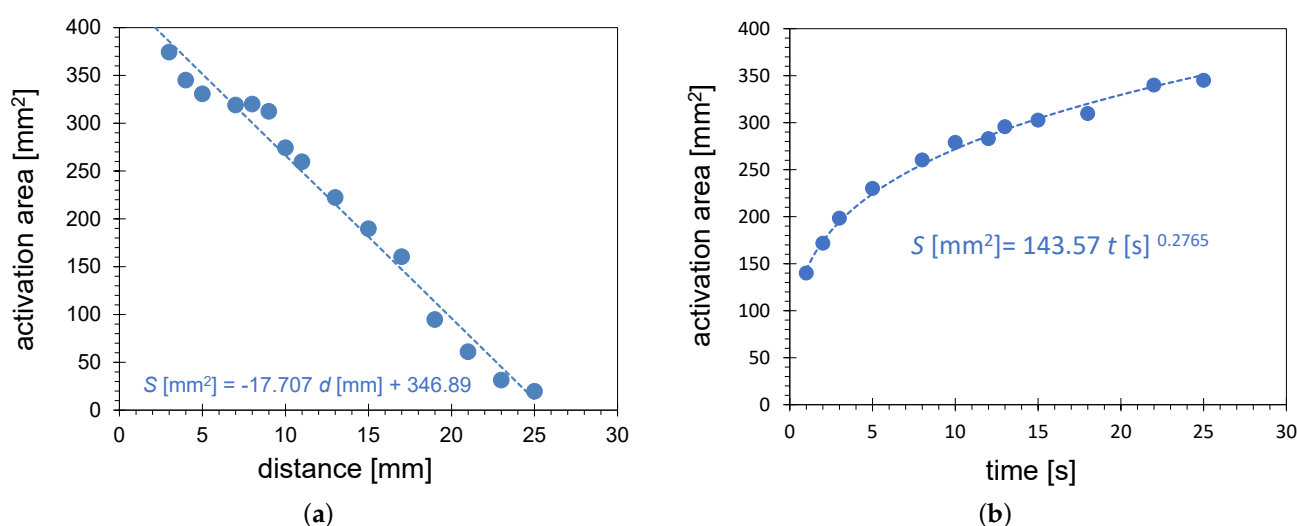 400
350
300
250
200
150
100
50
0
activation area [mm²]
S [mm²] = -17.707 d [mm] + 346.89
0 5 10 15 20 25 30
distance [mm]
(a)
400
350
300
250
200
150
100
50
0
activation area [mm²]
S [mm²]= 143.57 t [s] ⁰·²⁷⁶⁵
0 5 10 15 20 25 30
time [s]
(b)